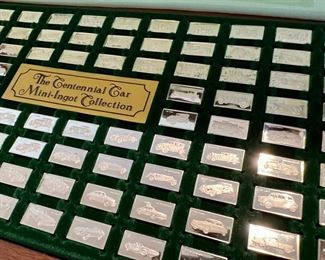 The Centennial Car
Mini-Ingot Collection